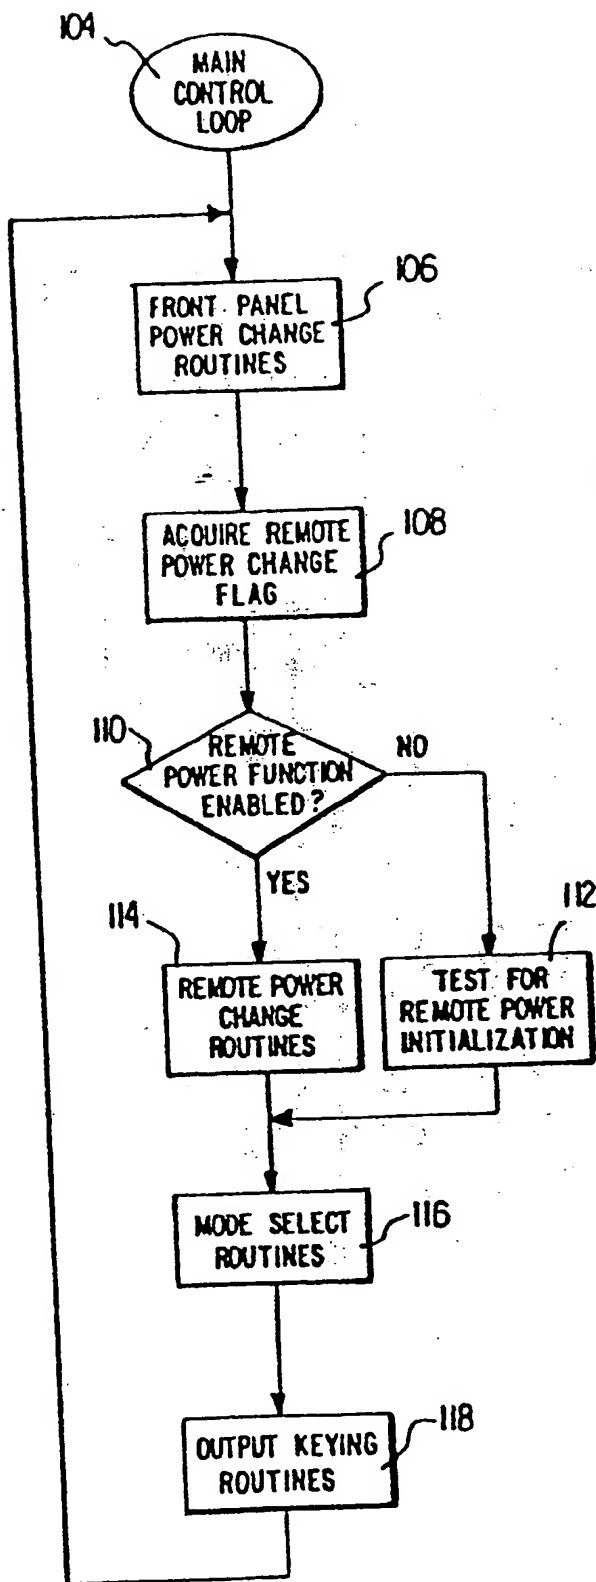 104
MAIN
CONTROL
LOOP
106
FRONT PANEL
POWER CHANGE
ROUTINES
108
ACQUIRE REMOTE
POWER CHANGE
FLAG
110
REMOTE
POWER FUNCTION
ENABLED?
NO
YES
114
REMOTE POWER
CHANGE
ROUTINES
112
TEST FOR
REMOTE POWER
INITIALIZATION
MODE SELECT
ROUTINES
116
OUTPUT KEYING
ROUTINES
118